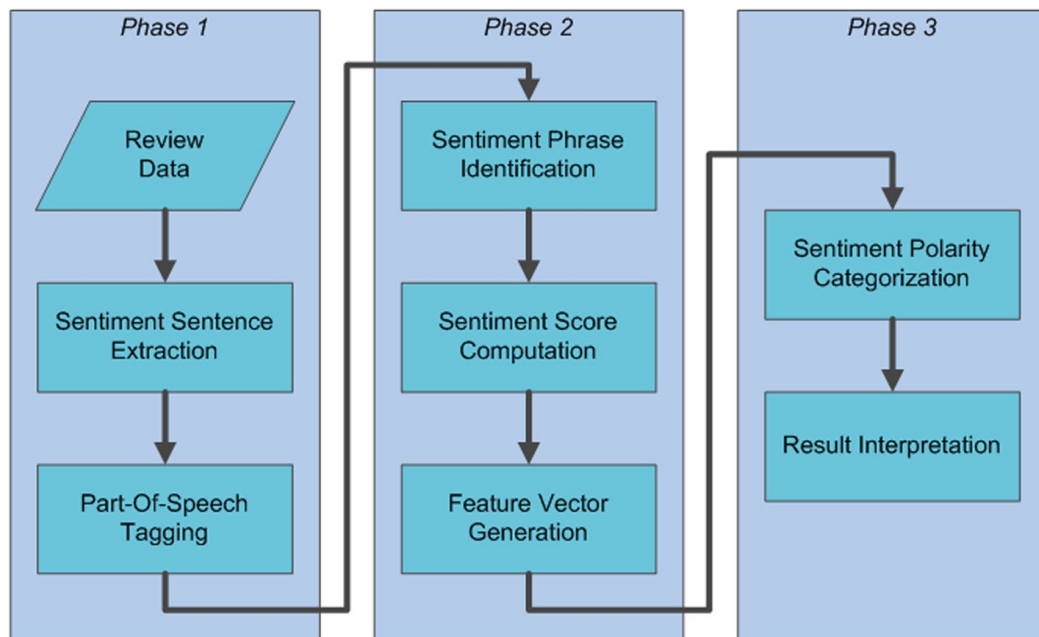 Phase 1
Review
Data
Sentiment Sentence
Extraction
Part-Of-Speech
Tagging
Phase 2
Sentiment Phrase
Identification
Sentiment Score
Computation
Feature Vector
Generation
Phase 3
Sentiment Polarity
Categorization
Result Interpretation